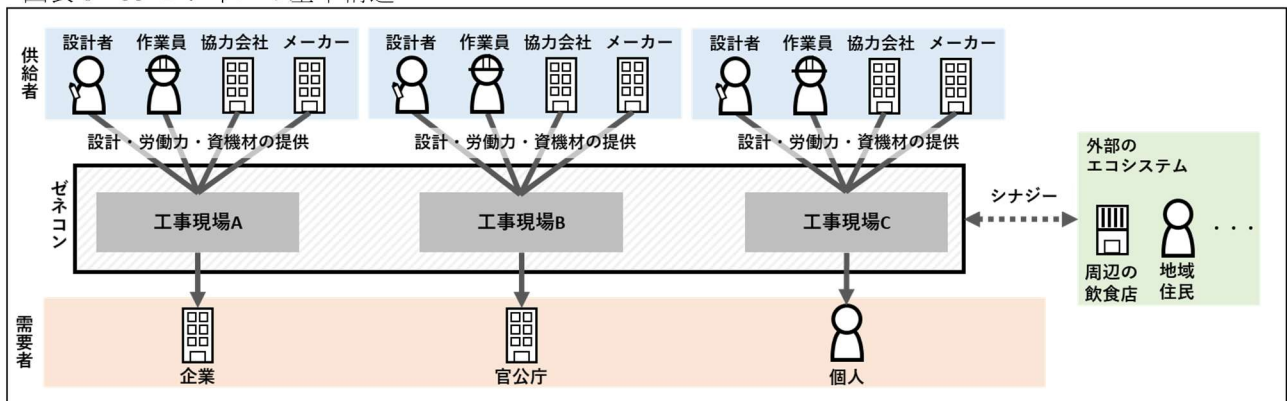 供給者
設計者 作業員 協力会社 メーカー
設計者 作業員 協力会社 メーカー
設計者 作業員 協力会社 メーカー
設計・労働力・資機材の提供
設計・労働力・資機材の提供
設計・労働力・資機材の提供
ゼネコン
工事現場A
工事現場B
工事現場C
シナジー
外部の
エコシステム
周辺の
飲食店
地域
住民
・・・
需要者
企業
官公庁
個人